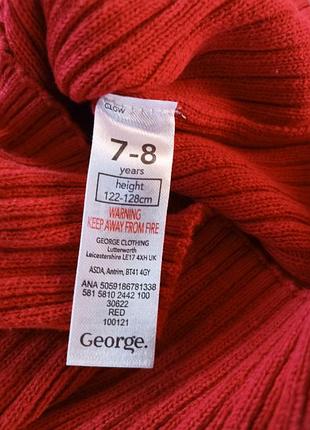 GLOW
7-8
years
height
122-128cm
WARNING
KEEP AWAY FROM FIRE
GEORGE CLOTHING
Lutterworth
Leicestershire LE17 4XH UK
ASDA, Antrim, BT41 4GY
ANA 5059186781338
581 5810 2442 100
30622
RED
100121
George.